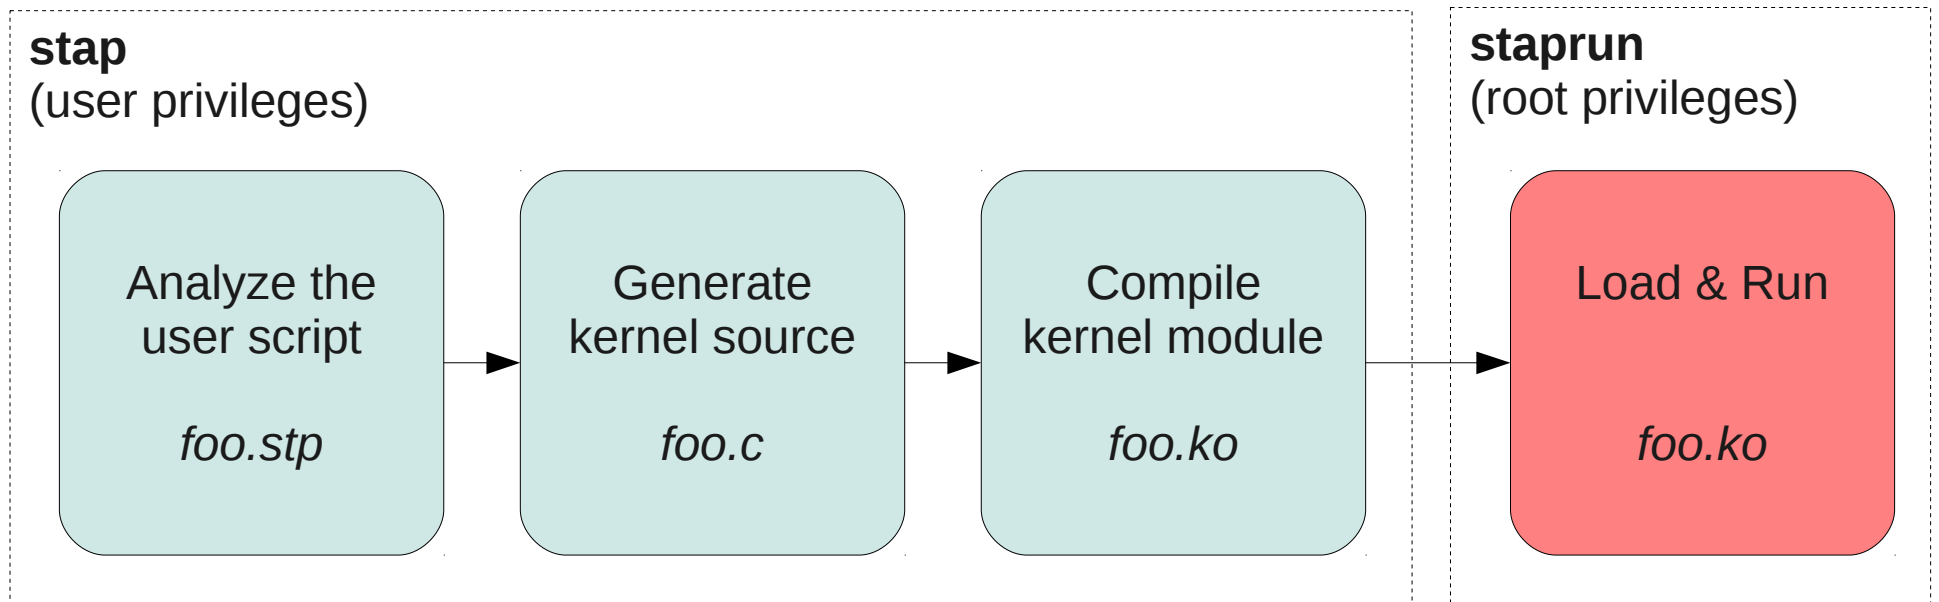 stap
(user privileges)
staprun
(root privileges)
Analyze the
user script
foo.stp
Generate
kernel source
foo.c
Compile
kernel module
foo.ko
Load & Run
foo.ko